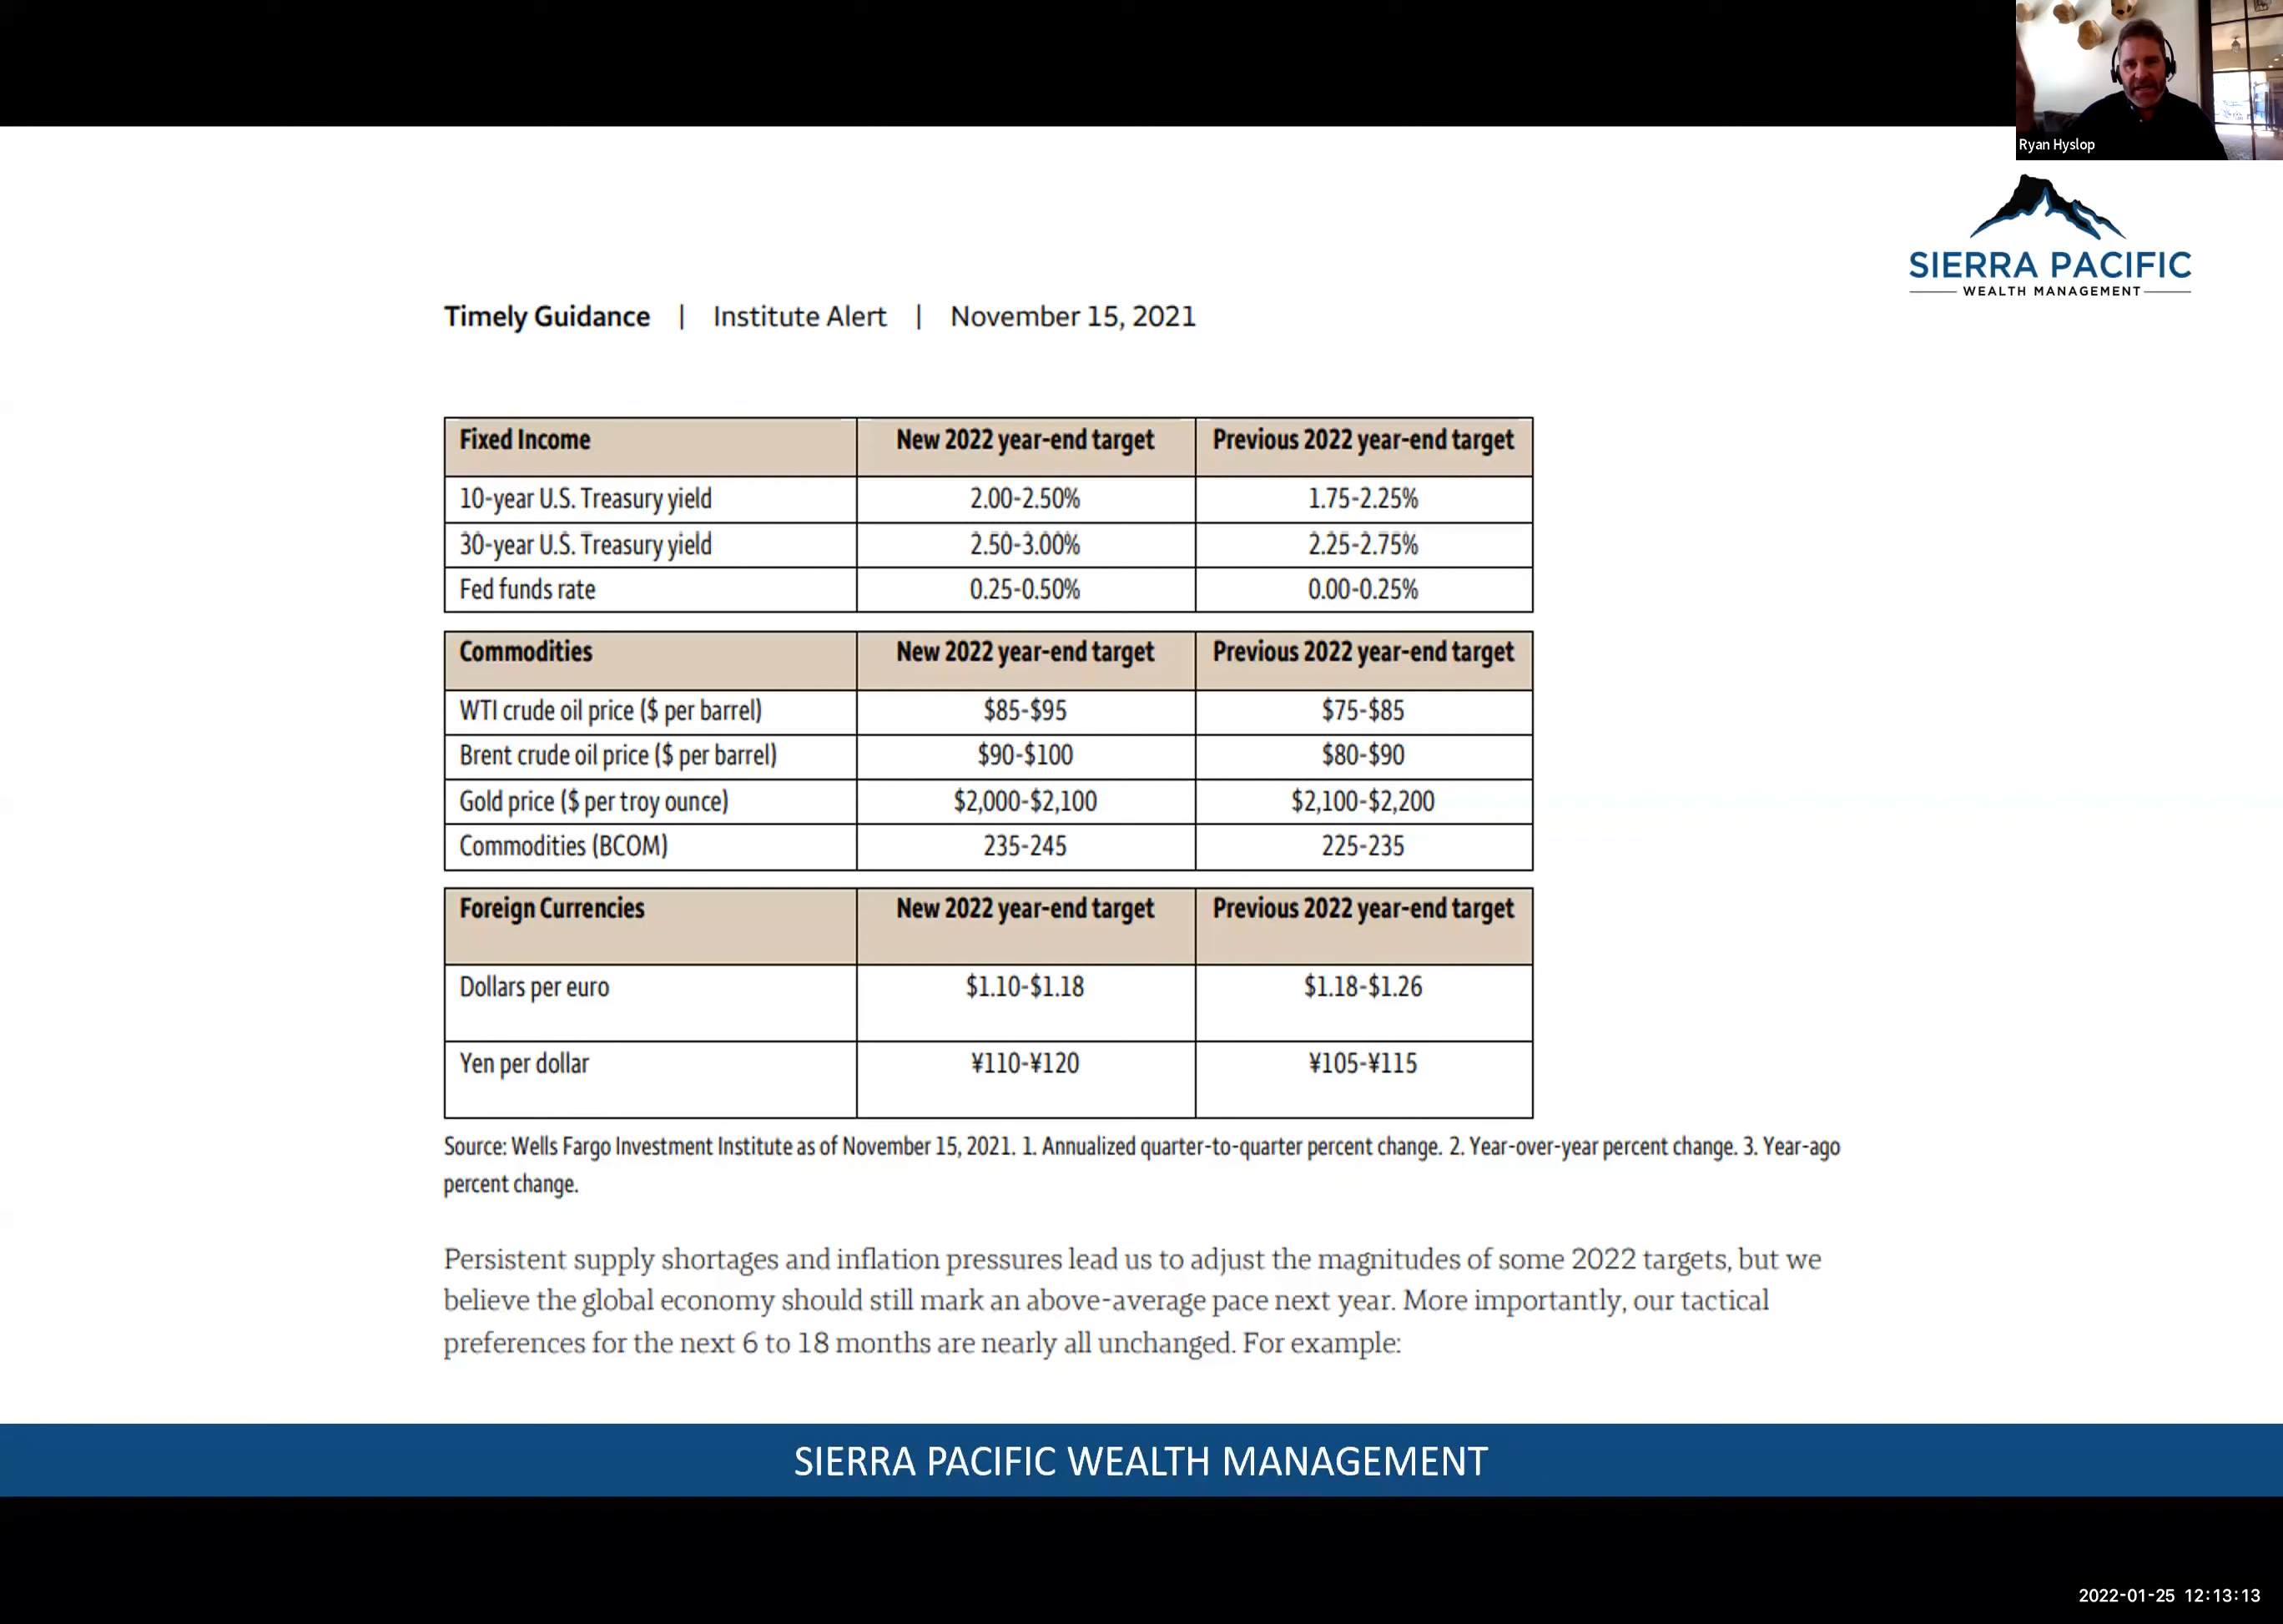 Ryan Hyslop
SIERRA PACIFIC
WEALTH MANAGEMENT
Timely Guidance | Institute Alert | November 15, 2021
Fixed Income New 2022 year-end target Previous 2022 year-end target
10-year U.S. Treasury yield 2.00-2.50% 1.75-2.25%
30-year U.S. Treasury yield 2.50-3.00% 2.25-2.75%
Fed funds rate 0.25-0.50% 0.00-0.25%
Commodities New 2022 year-end target Previous 2022 year-end target
WTI crude oil price ($ per barrel) $85-$95 $75-$85
Brent crude oil price ($ per barrel) $90-$100 $80-$90
Gold price ($ per troy ounce) $2,000-$2,100 $2,100-$2,200
Commodities (BCOM) 235-245 225-235
Foreign Currencies New 2022 year-end target Previous 2022 year-end target
Dollars per euro $1.10-$1.18 $1.18-$1.26
Yen per dollar ¥110-¥120 ¥105-¥115
Source: Wells Fargo Investment Institute as of November 15, 2021. 1. Annualized quarter-to-quarter percent change. 2. Year-over-year percent change. 3. Year-ago
percent change.
Persistent supply shortages and inflation pressures lead us to adjust the magnitudes of some 2022 targets, but we
believe the global economy should still mark an above-average pace next year. More importantly, our tactical
preferences for the next 6 to 18 months are nearly all unchanged. For example:
SIERRA PACIFIC WEALTH MANAGEMENT
2022-01-25 12:13:13